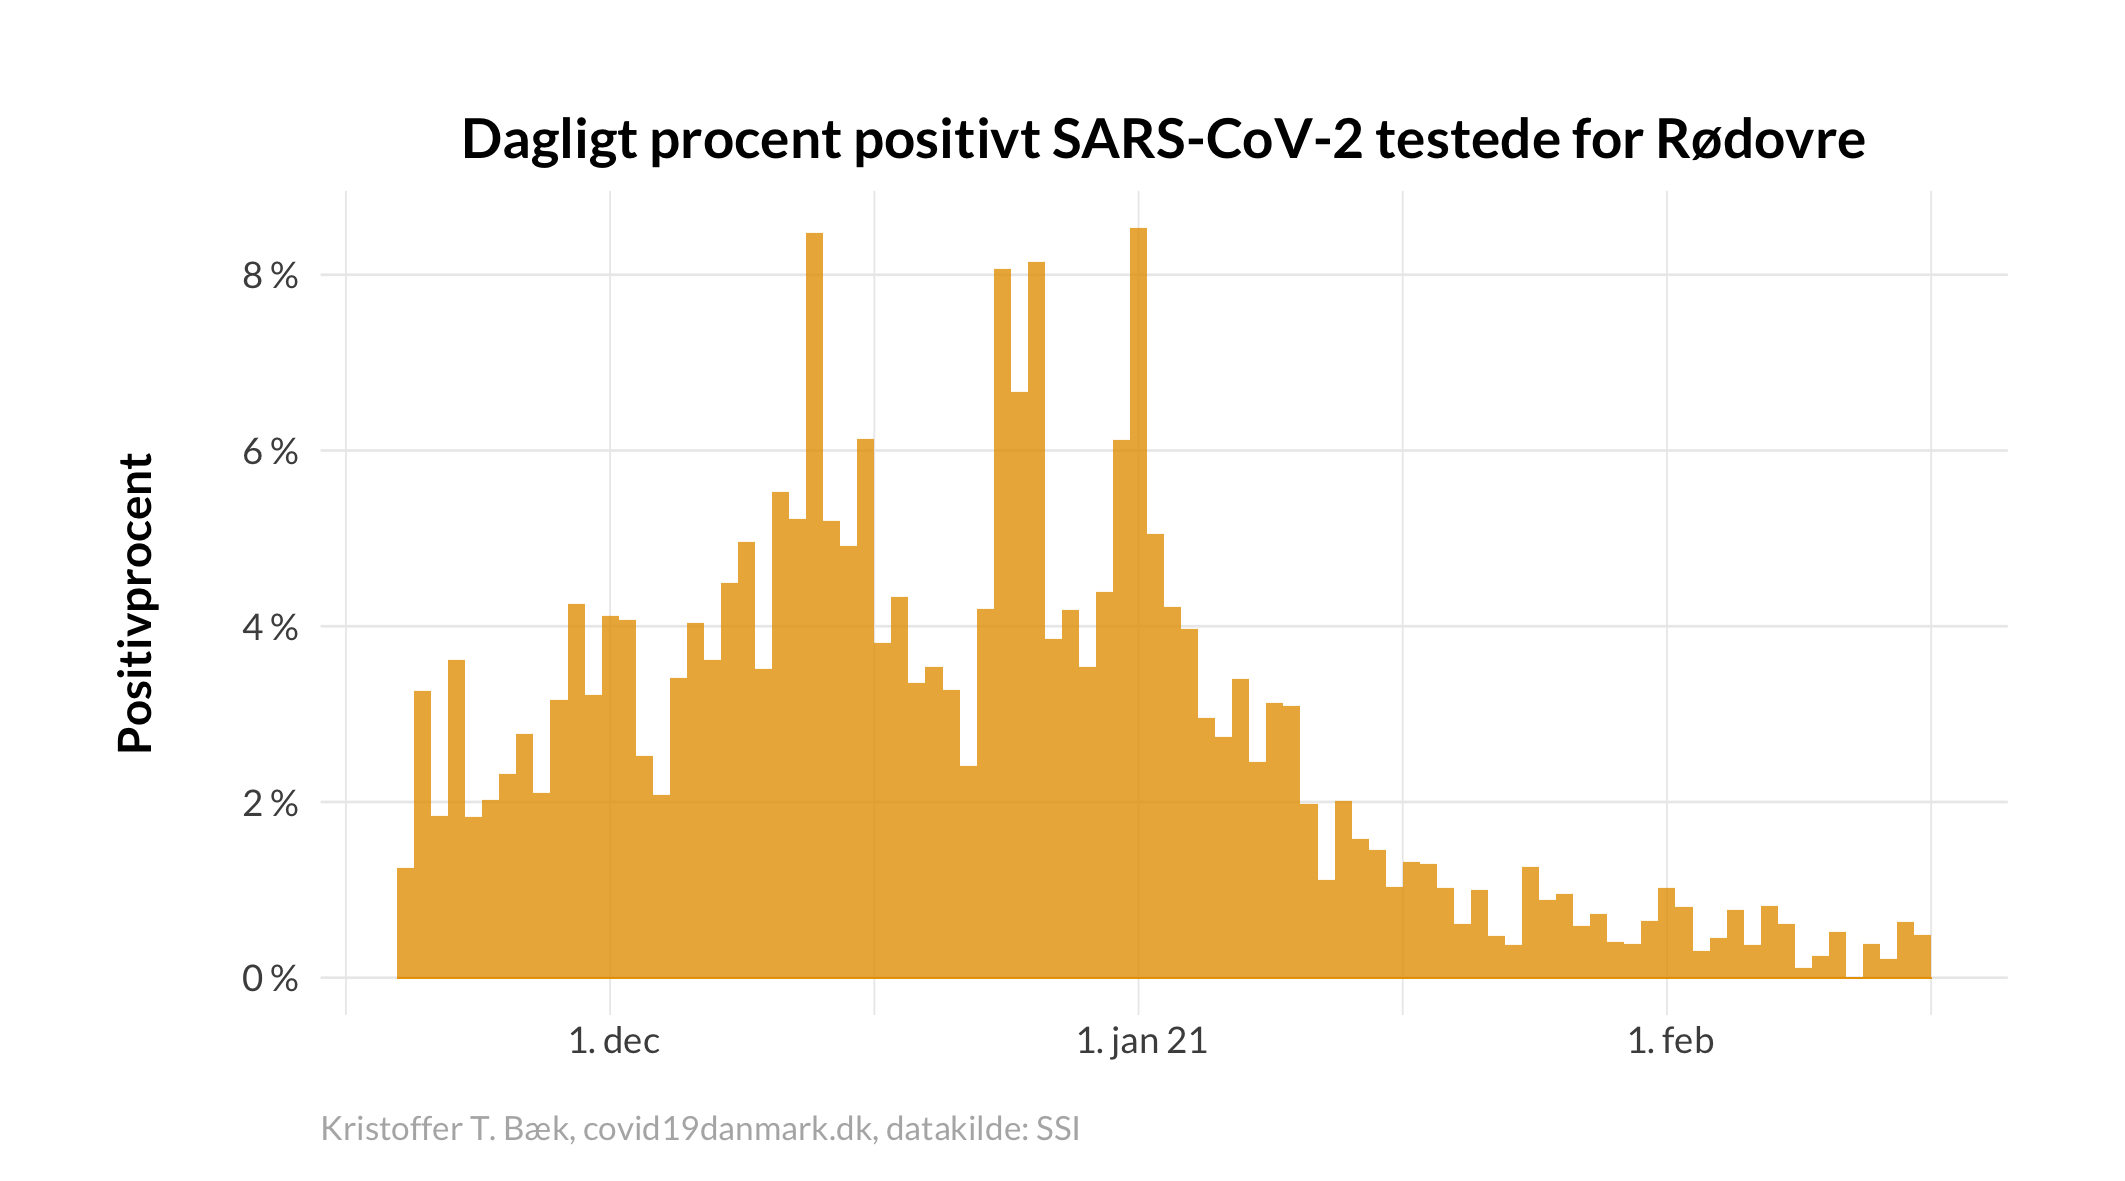 Dagligt procent positivt SARS-CoV-2 testede for Rødovre
Positivprocent
8 %
6 %
4 %
2 %
0 %
1. dec
1. jan 21
1. feb
Kristoffer T. Bæk, covid19danmark.dk, datakilde: SSI